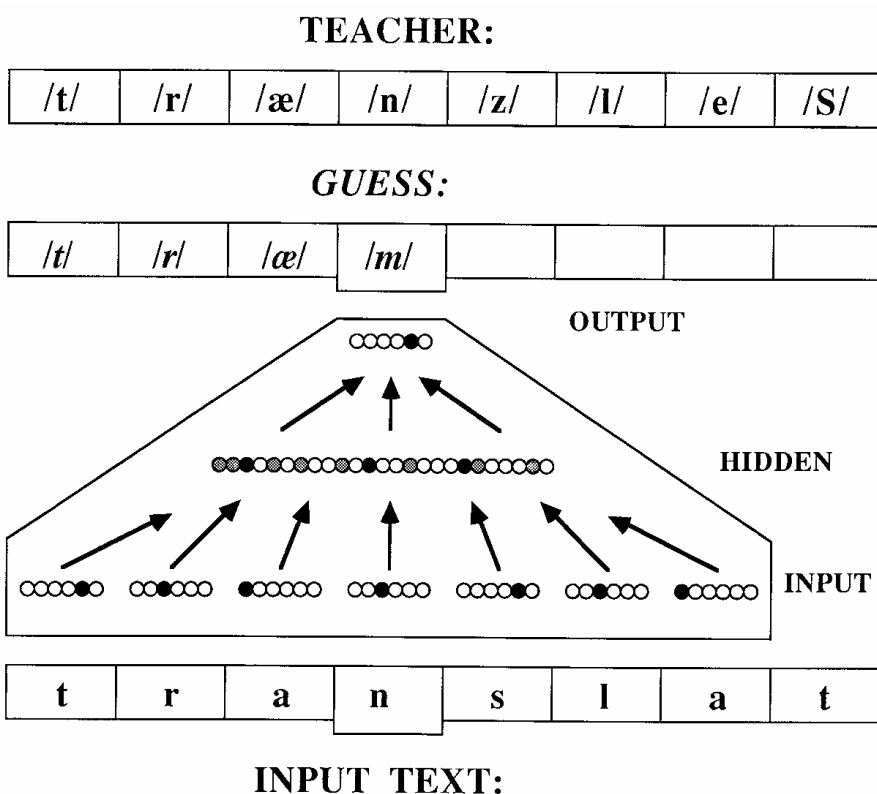 TEACHER:
/t/ /r/ /æ/ /n/ /z/ /l/ /e/ /S/
GUESS:
/t/ /r/ /æ/ /m/
OUTPUT
HIDDEN
INPUT
t r a n s l a t
INPUT TEXT: